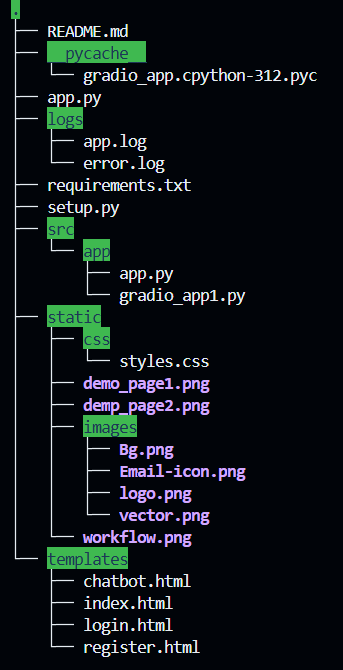 .
├── README.md
├── __pycache__
│   └── gradio_app.cpython-312.pyc
├── app.py
├── logs
│   ├── app.log
│   └── error.log
├── requirements.txt
├── setup.py
├── src
│   └── app
│       ├── app.py
│       └── gradio_app1.py
├── static
│   ├── css
│   │   └── styles.css
│   ├── demo_page1.png
│   ├── demp_page2.png
│   ├── images
│   │   ├── Bg.png
│   │   ├── Email-icon.png
│   │   ├── logo.png
│   │   └── vector.png
│   └── workflow.png
└── templates
    ├── chatbot.html
    ├── index.html
    ├── login.html
    └── register.html